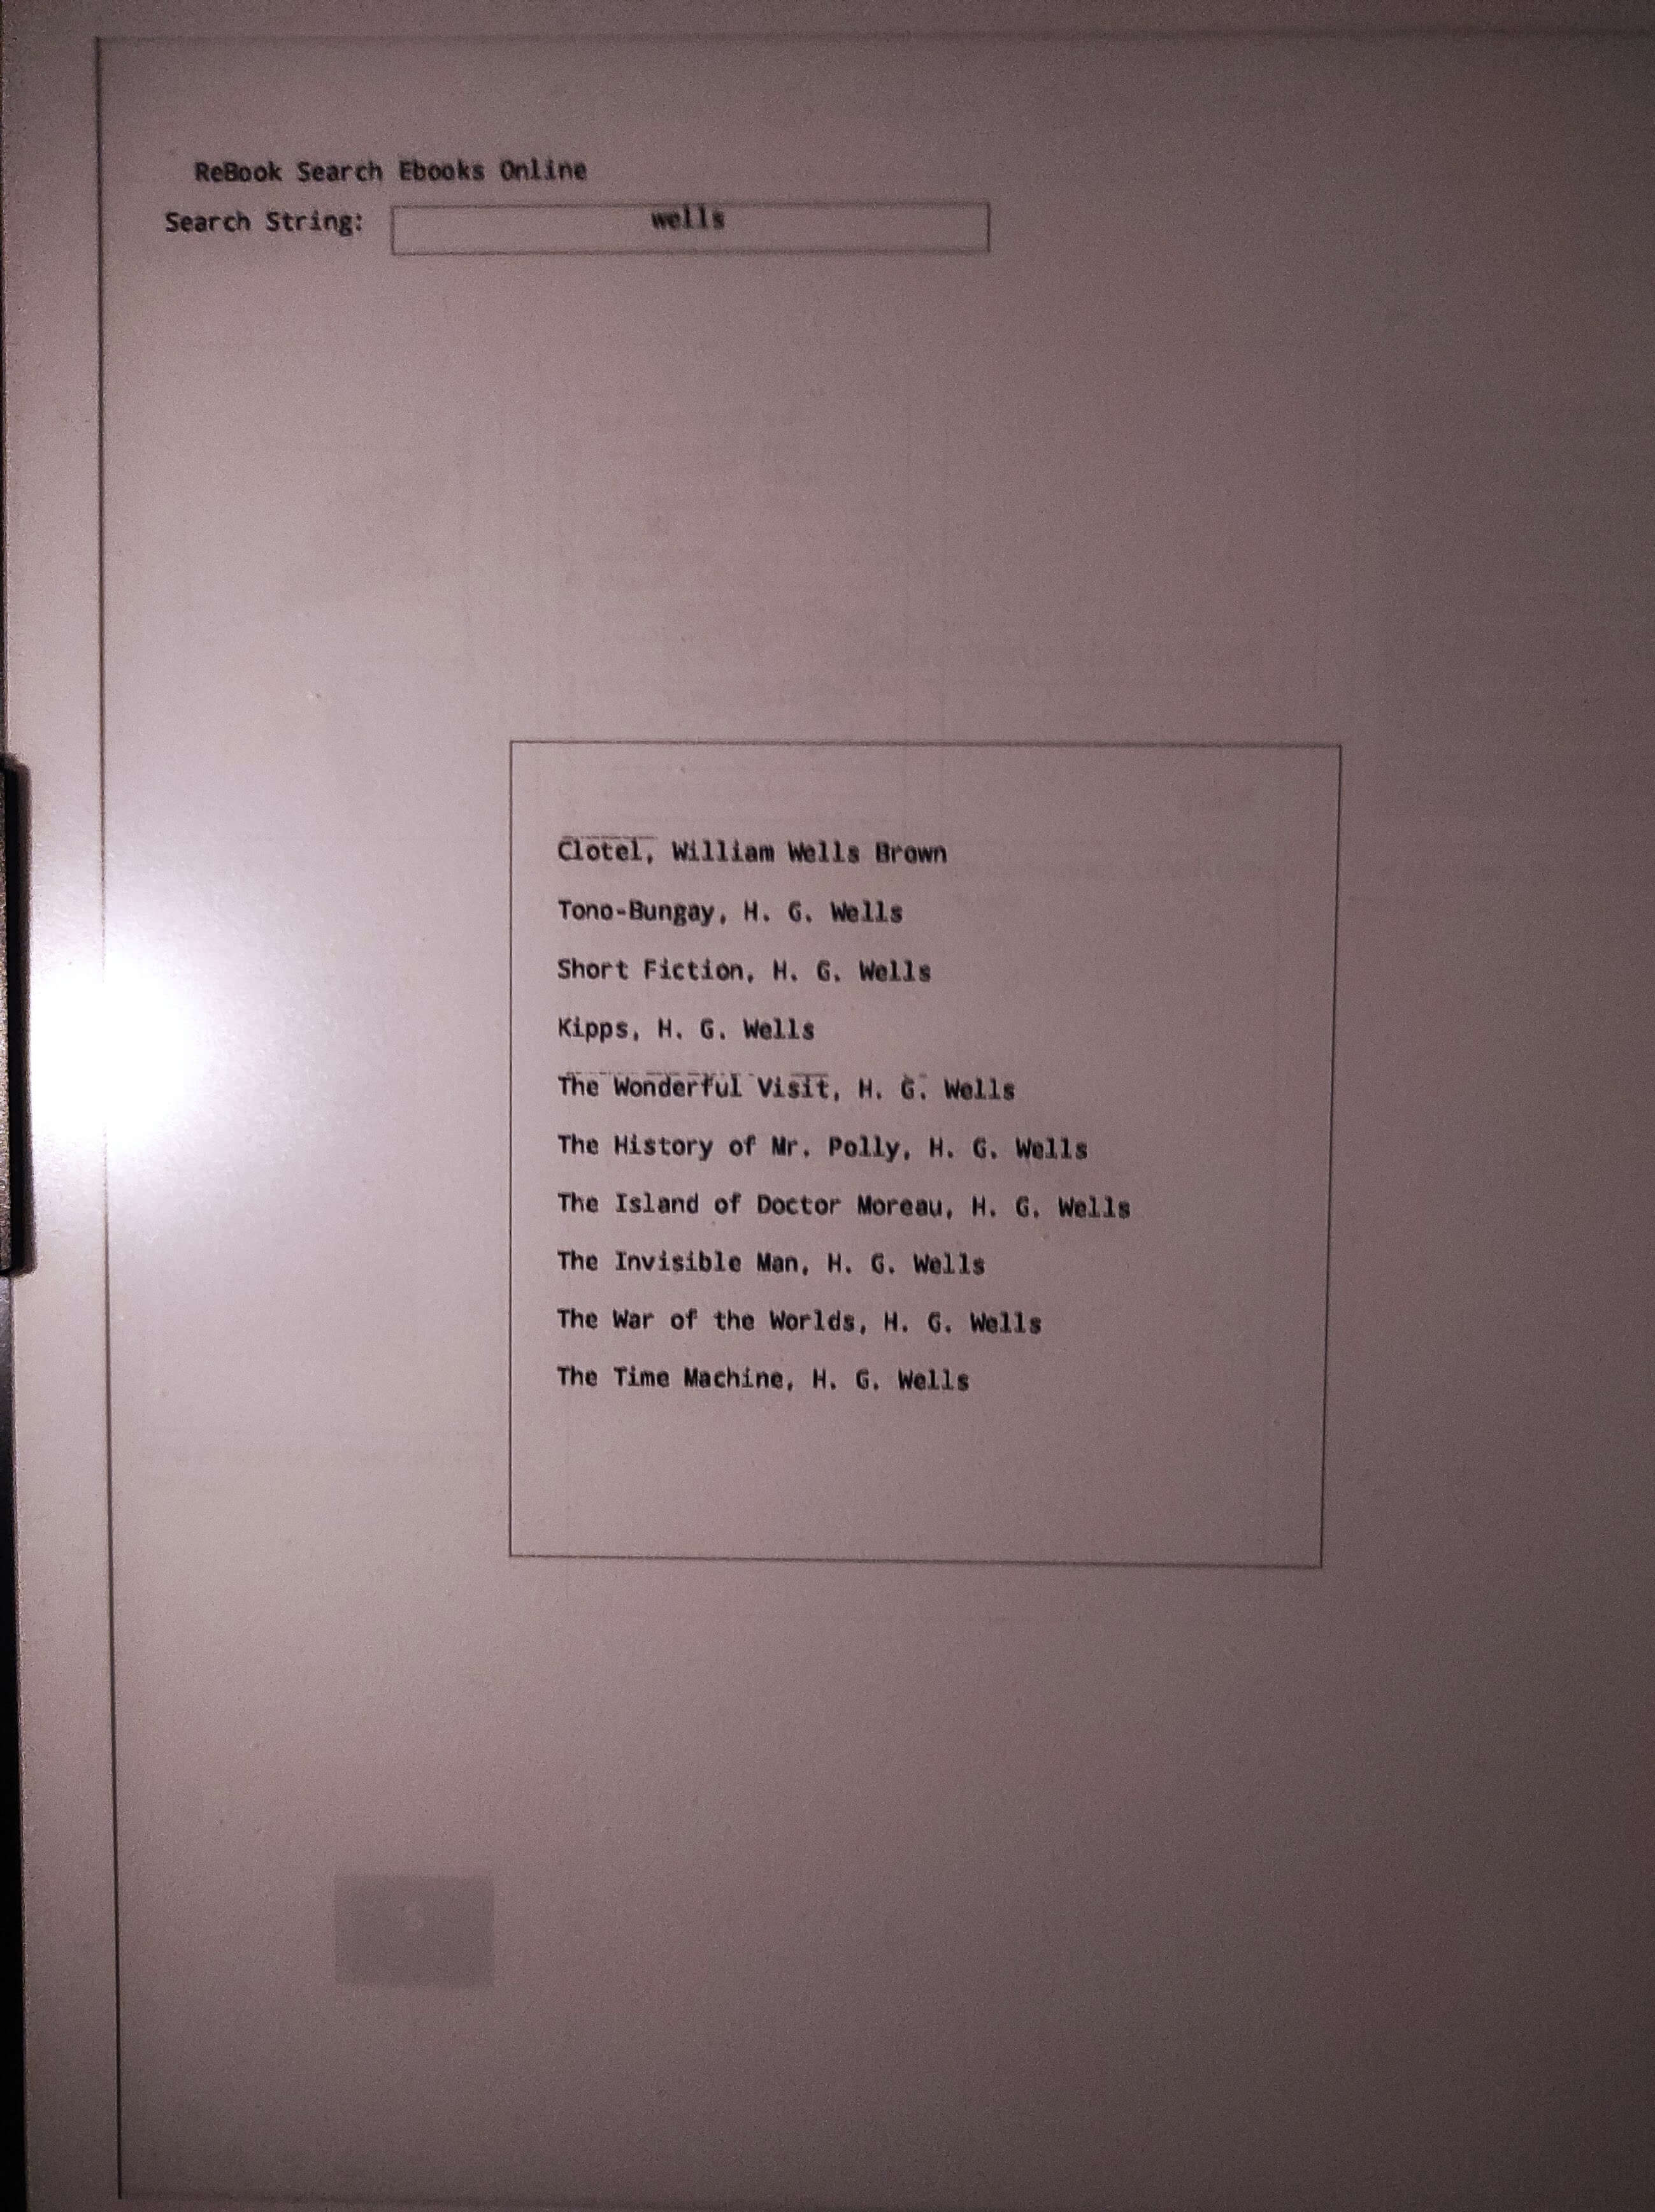 ReBook Search Ebooks Online
Search String: wells
Clotel, William Wells Brown
Tono-Bungay, H. G. Wells
Short Fiction, H. G. Wells
Kipps, H. G. Wells
The Wonderful Visit, H. G. Wells
The History of Mr. Polly, H. G. Wells
The Island of Doctor Moreau, H. G. Wells
The Invisible Man, H. G. Wells
The War of the Worlds, H. G. Wells
The Time Machine, H. G. Wells